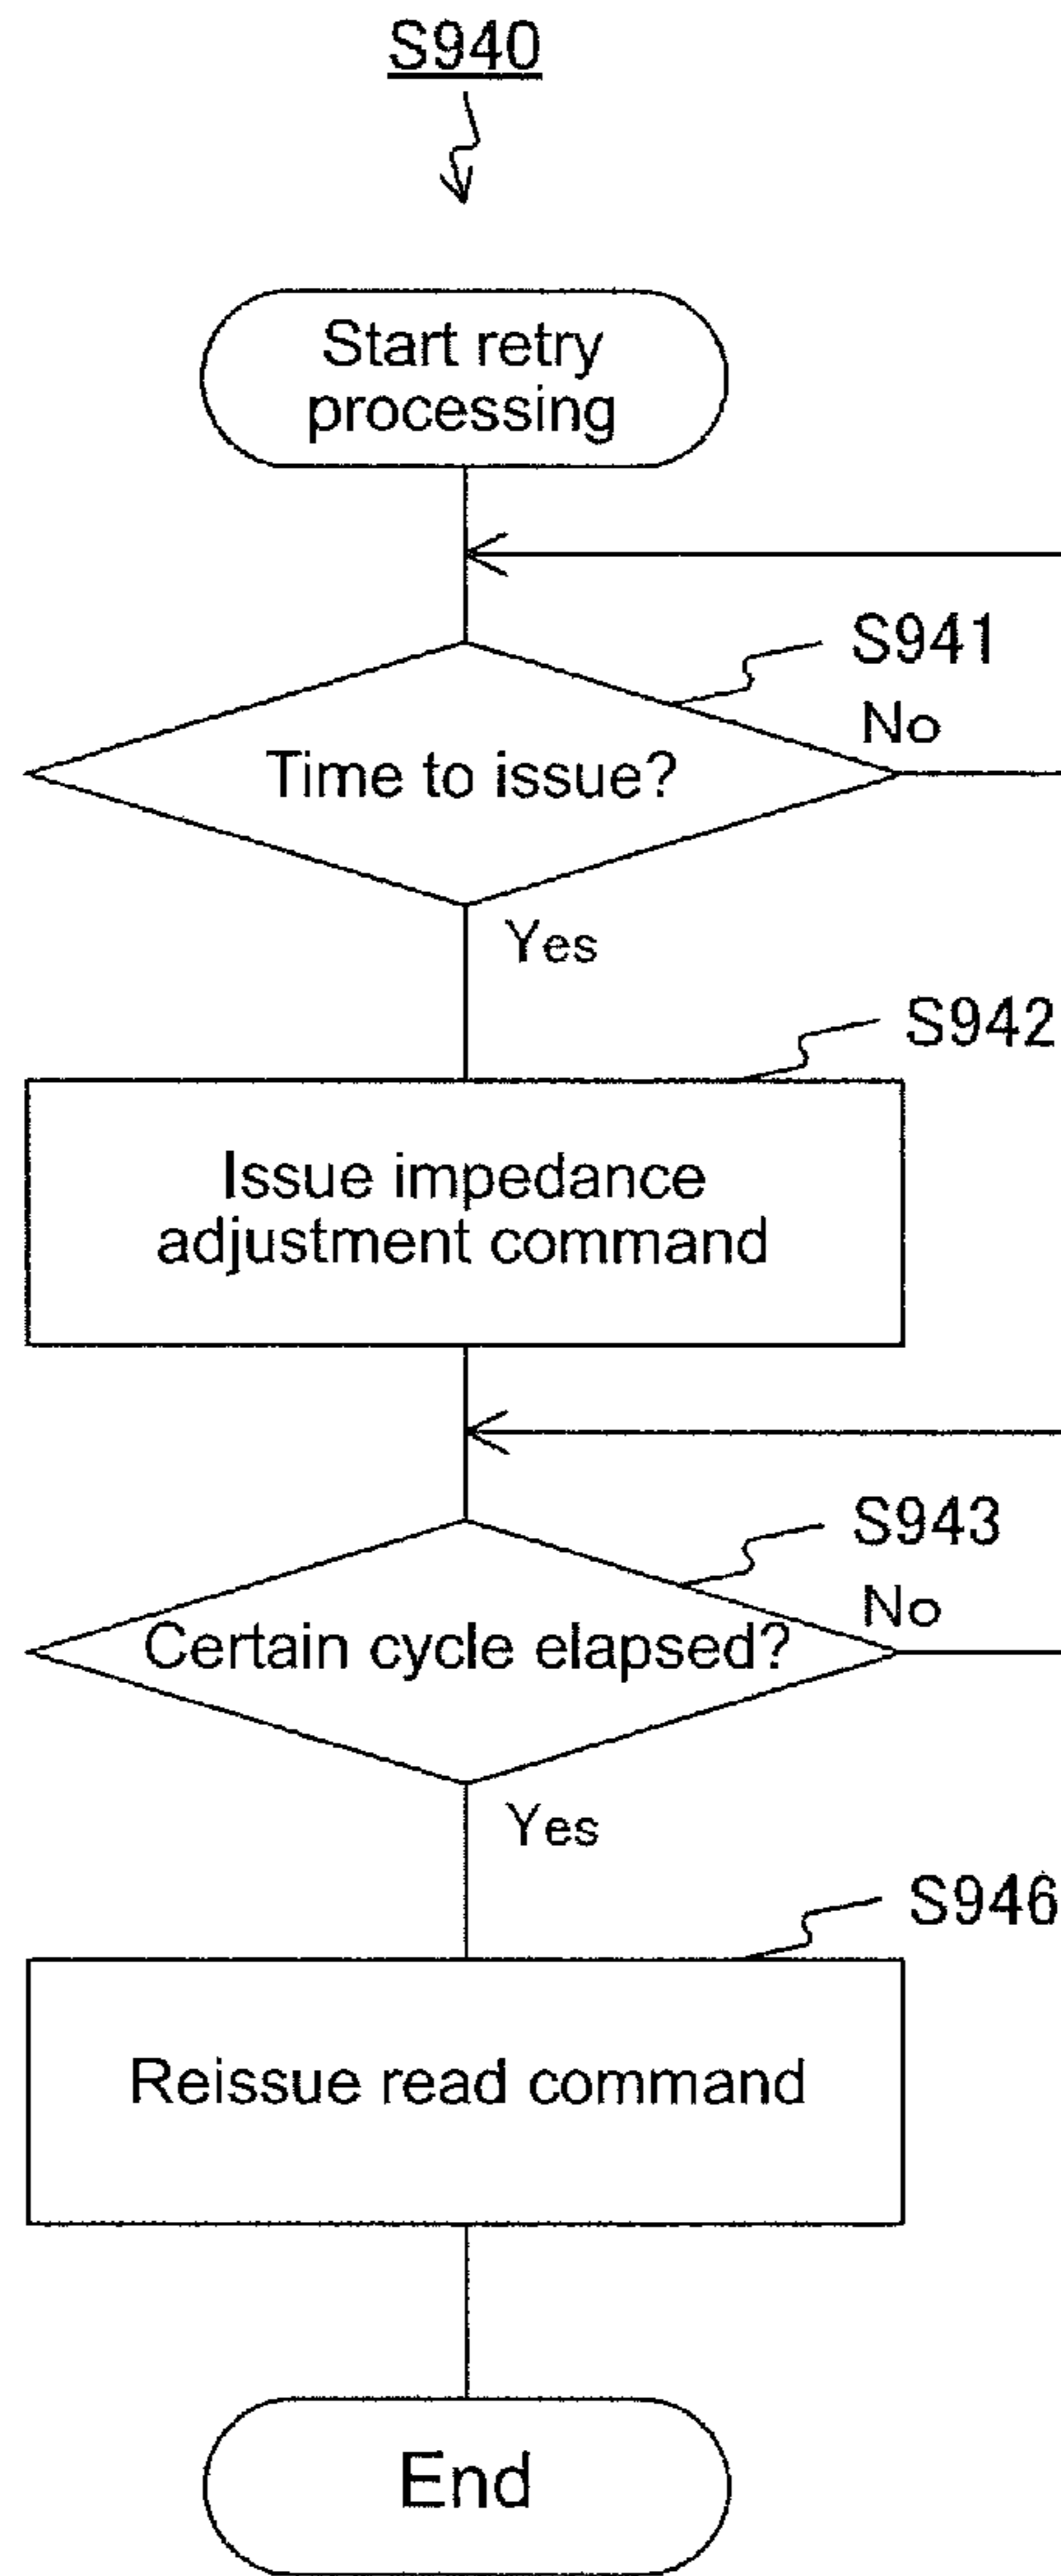 S940
Start retry
processing
S941
No
Time to issue?
Yes
S942
Issue impedance
adjustment command
S943
No
Certain cycle elapsed?
Yes
S946
Reissue read command
End